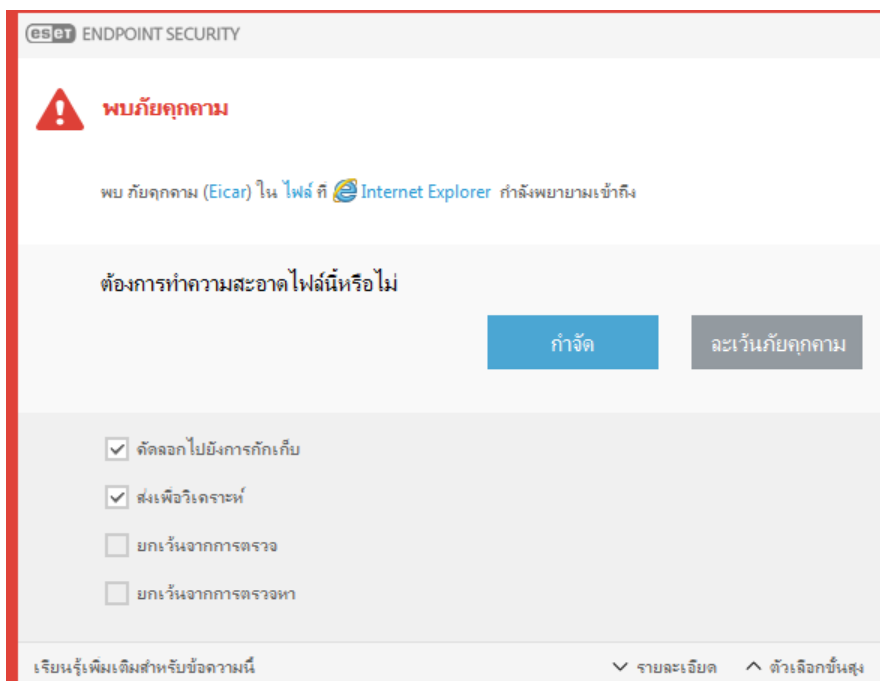 eseT ENDPOINT SECURITY
พบภัยคุกคาม
พบ ภัยคุกคาม (Eicar) ใน ไฟล์ ที่ Internet Explorer กำลังพยายามเข้าถึง
ต้องการทำความสะอาดไฟล์นี้หรือไม่
กำจัด
ละเว้นภัยคุกคาม
คัดลอกไปยังการกักเก็บ
ส่งเพื่อวิเคราะห์
ยกเว้นจากการตรวจ
ยกเว้นจากการตรวจหา
เรียนรู้เพิ่มเติมสำหรับข้อความนี้
รายละเอียด
ตัวเลือกขั้นสูง